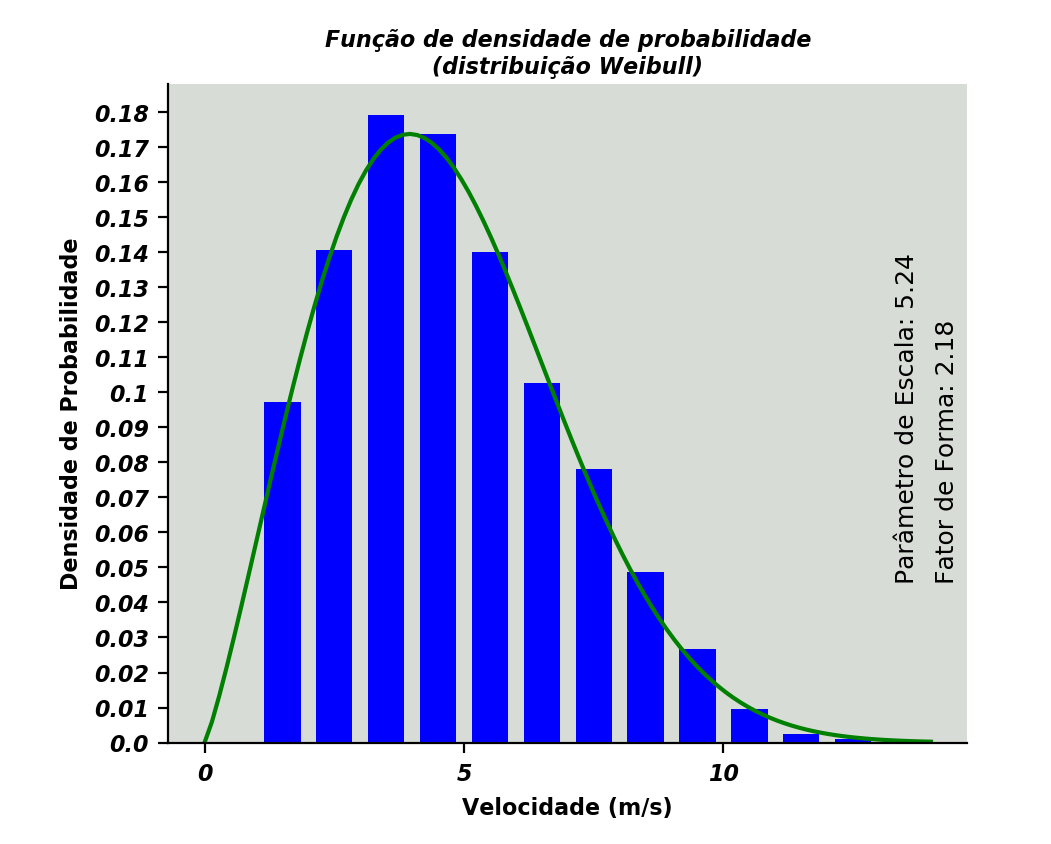 Função de densidade de probabilidade
(distribuição Weibull)
Densidade de Probabilidade
0.18
0.17
0.16
0.15
0.14
0.13
0.12
0.11
0.1
0.09
0.08
0.07
0.06
0.05
0.04
0.03
0.02
0.01
0.0
0 5 10
Velocidade (m/s)
Parâmetro de Escala: 5.24
Fator de Forma: 2.18